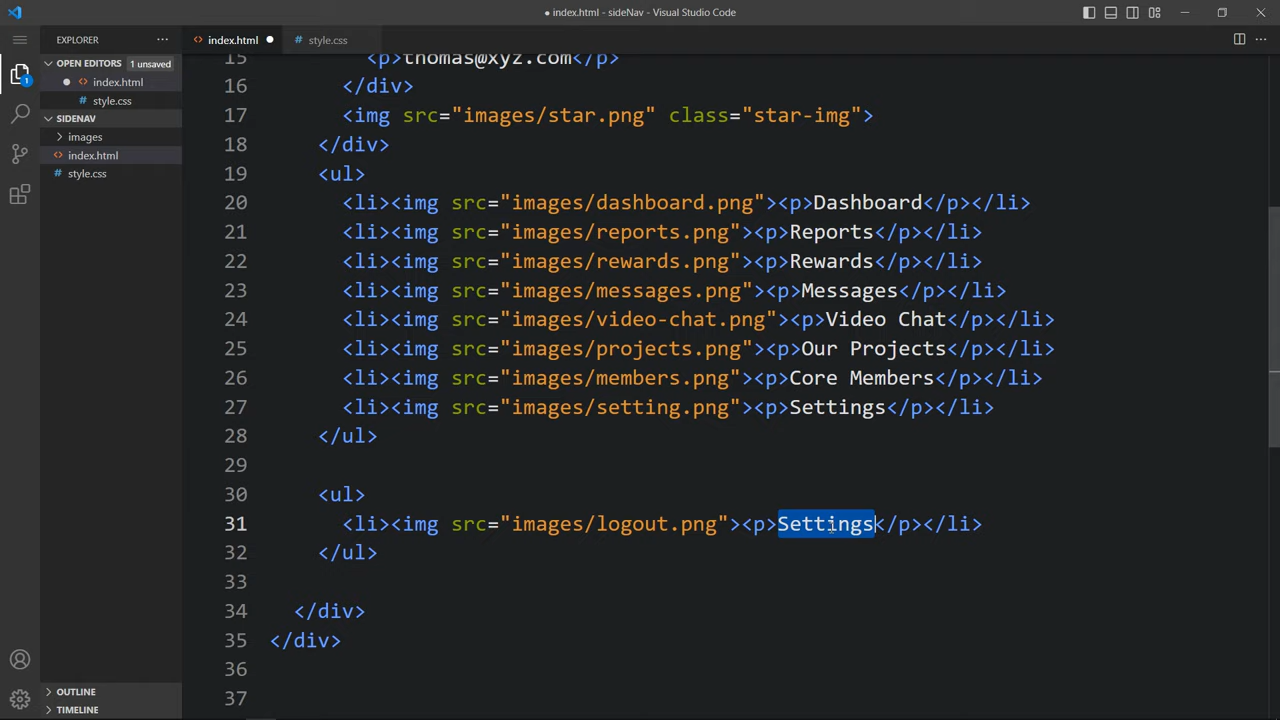 ● index.html - sideNav - Visual Studio Code
EXPLORER
index.html
style.css
OPEN EDITORS 1 unsaved
index.html
style.css
SIDENAV
images
index.html
style.css
OUTLINE
TIMELINE
1
15 <p>thomas@xyz.com</p>
16 </div>
17 <img src="images/star.png" class="star-img">
18 </div>
19 <ul>
20 <li><img src="images/dashboard.png"><p>Dashboard</p></li>
21 <li><img src="images/reports.png"><p>Reports</p></li>
22 <li><img src="images/rewards.png"><p>Rewards</p></li>
23 <li><img src="images/messages.png"><p>Messages</p></li>
24 <li><img src="images/video-chat.png"><p>Video Chat</p></li>
25 <li><img src="images/projects.png"><p>Our Projects</p></li>
26 <li><img src="images/members.png"><p>Core Members</p></li>
27 <li><img src="images/setting.png"><p>Settings</p></li>
28 </ul>
29
30 <ul>
31 <li><img src="images/logout.png"><p>Settings</p></li>
32 </ul>
33
34 </div>
35 </div>
36
37